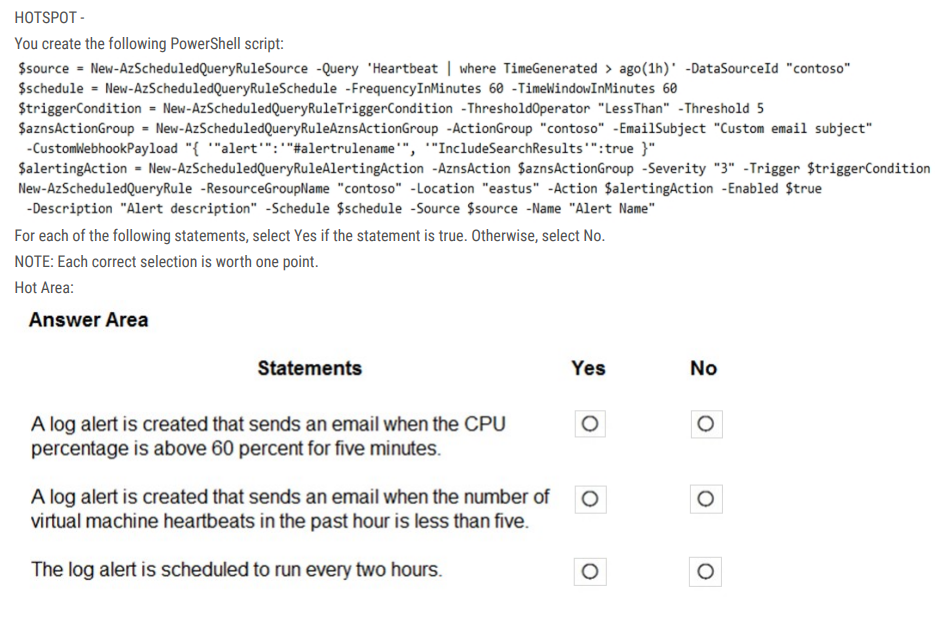 HOTSPOT -
You create the following PowerShell script:
$source = New-AzScheduledQueryRuleSource -Query 'Heartbeat | where TimeGenerated > ago(1h)' -DataSourceId "contoso"
$schedule = New-AzScheduledQueryRuleSchedule -FrequencyInMinutes 60 -TimeWindowInMinutes 60
$triggerCondition = New-AzScheduledQueryRuleTriggerCondition -ThresholdOperator "LessThan" -Threshold 5
$aznsActionGroup = New-AzScheduledQueryRuleAznsActionGroup -ActionGroup "contoso" -EmailSubject "Custom email subject"
-CustomWebhookPayload "{ '"alert'":'"#alertrulename'", '"IncludeSearchResults'":true }"
$alertingAction = New-AzScheduledQueryRuleAlertingAction -AznsAction $aznsActionGroup -Severity "3" -Trigger $triggerCondition
New-AzScheduledQueryRule -ResourceGroupName "contoso" -Location "eastus" -Action $alertingAction -Enabled $true
-Description "Alert description" -Schedule $schedule -Source $source -Name "Alert Name"
For each of the following statements, select Yes if the statement is true. Otherwise, select No.
NOTE: Each correct selection is worth one point.
Hot Area:
Answer Area
Statements Yes No
A log alert is created that sends an email when the CPU
percentage is above 60 percent for five minutes.
A log alert is created that sends an email when the number of
virtual machine heartbeats in the past hour is less than five.
The log alert is scheduled to run every two hours.